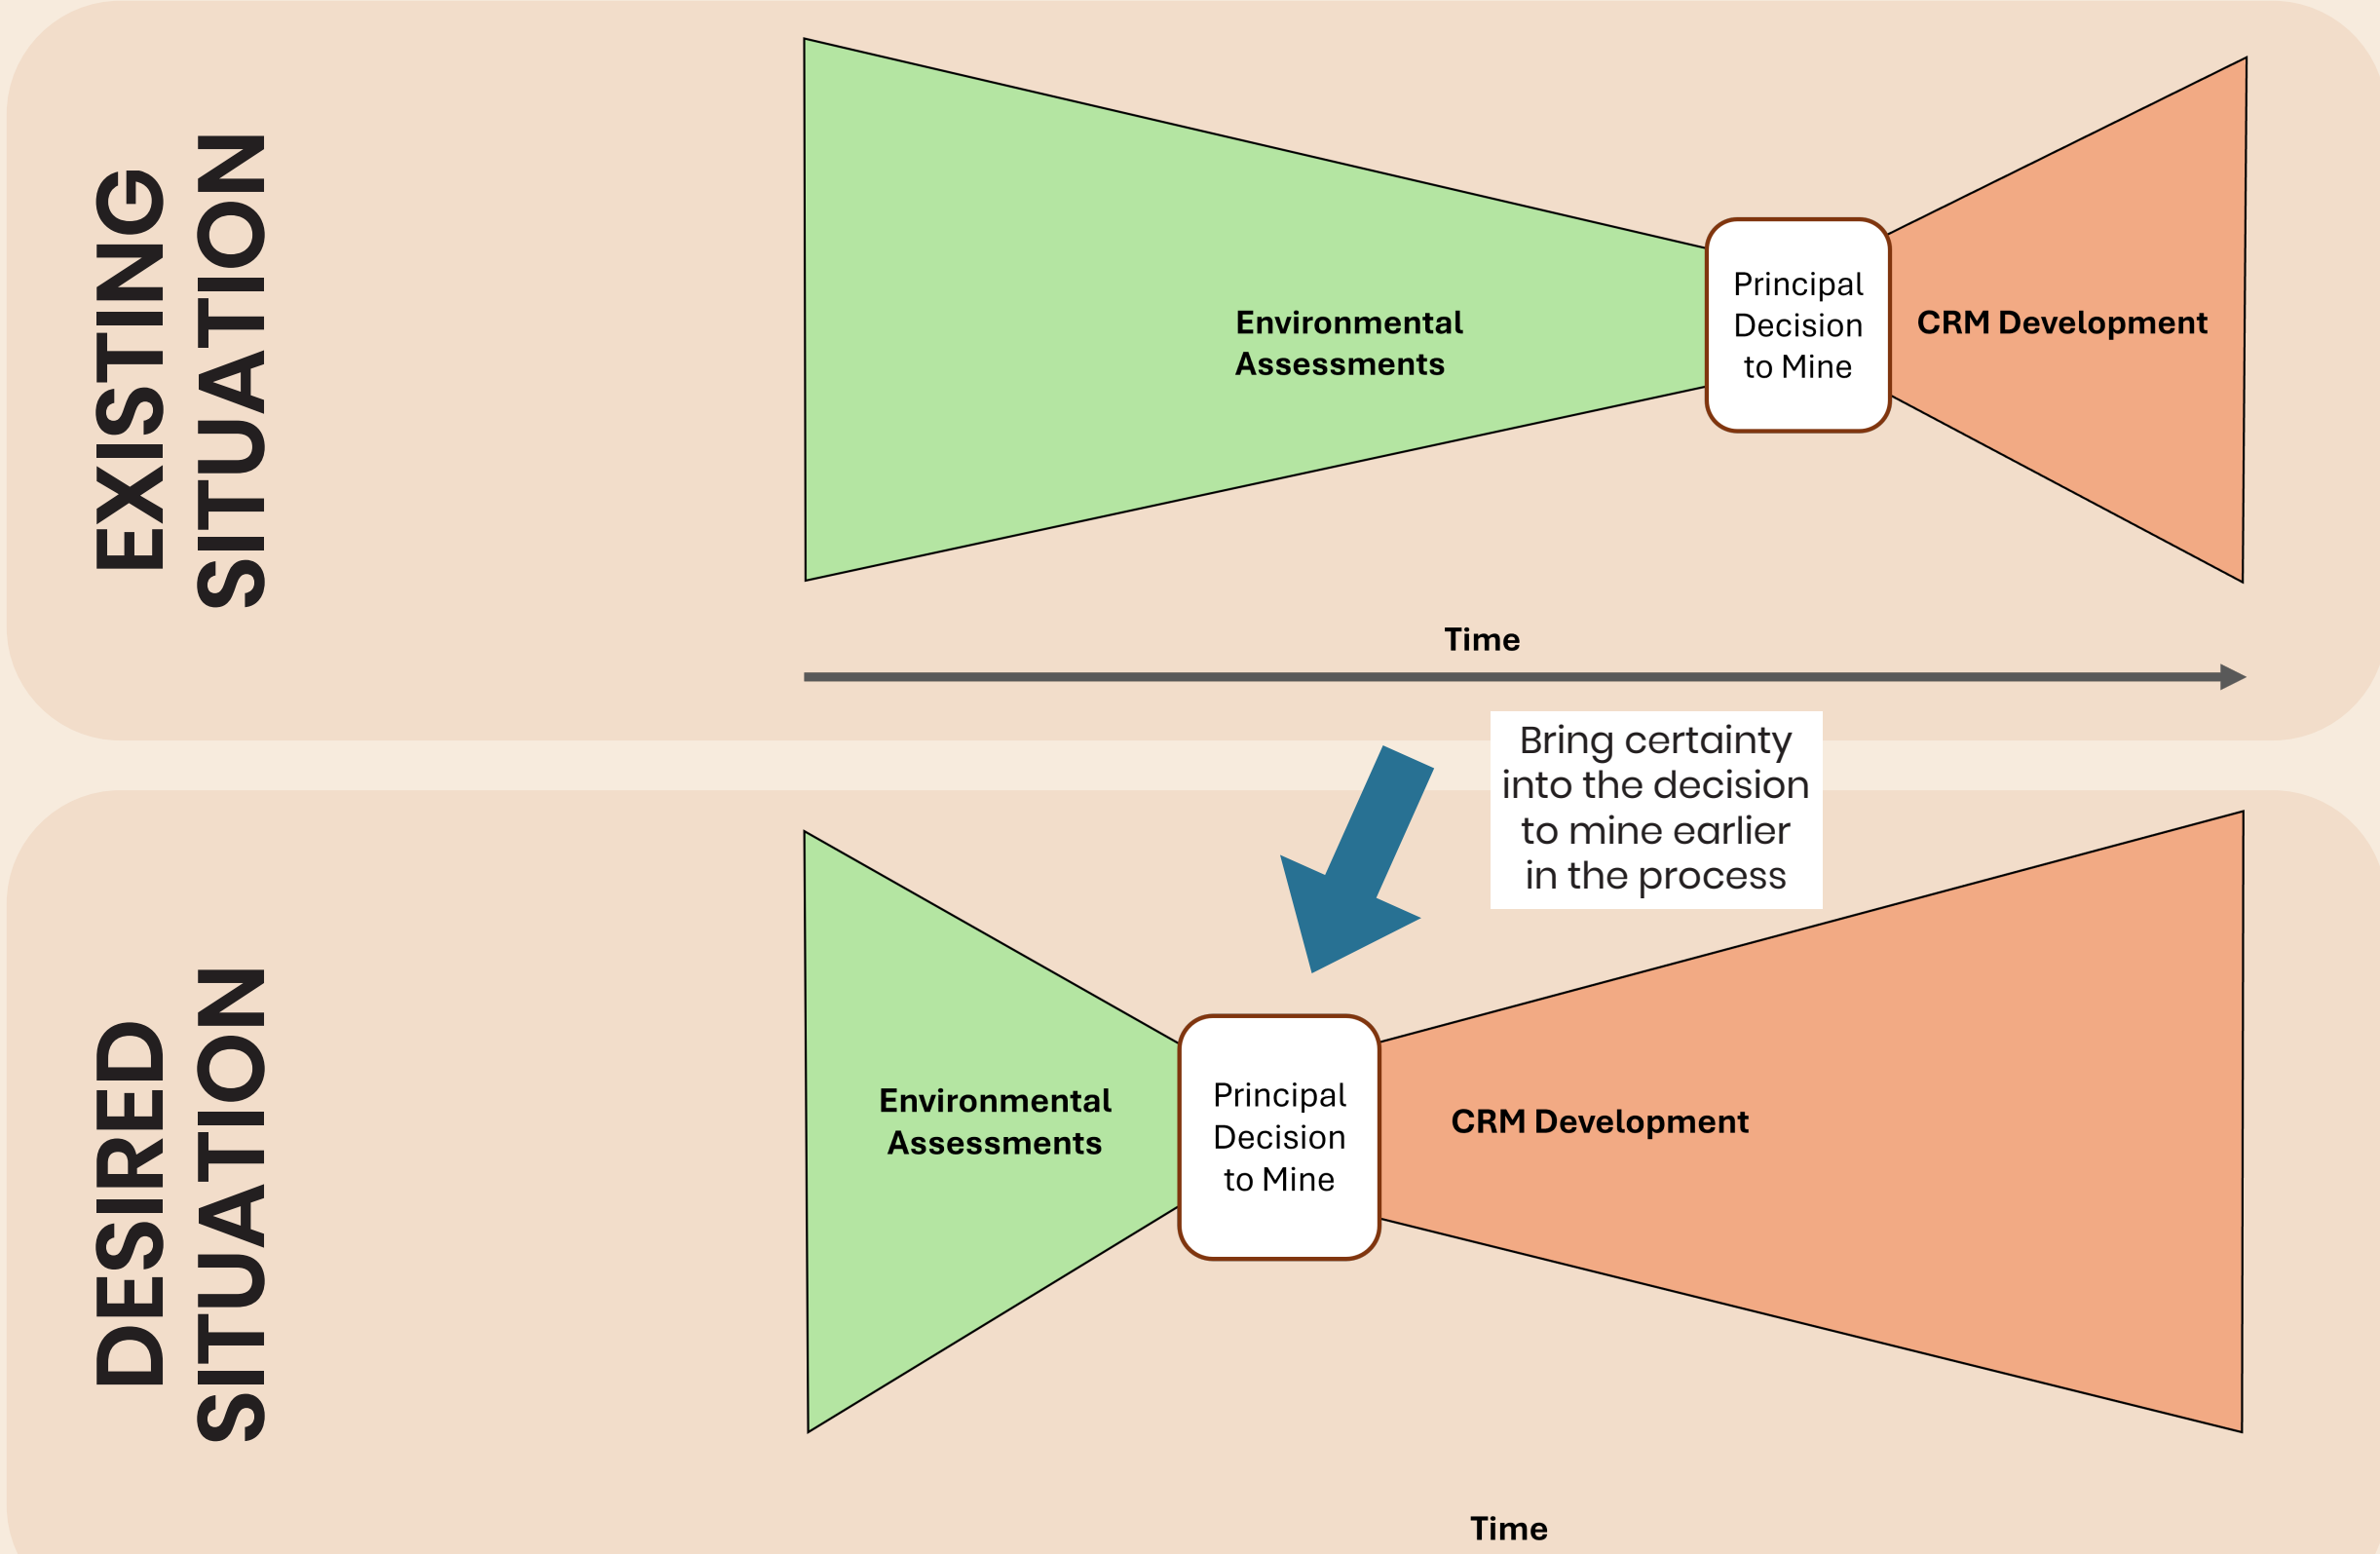 EXISTING
SITUATION
Environmental
Assessments
Principal
Decision
to Mine
CRM Development
Time
Bring certainty
into the decision
to mine earlier
in the process
DESIRED
SITUATION
Environmental
Assessments
Principal
Decision
to Mine
CRM Development
Time